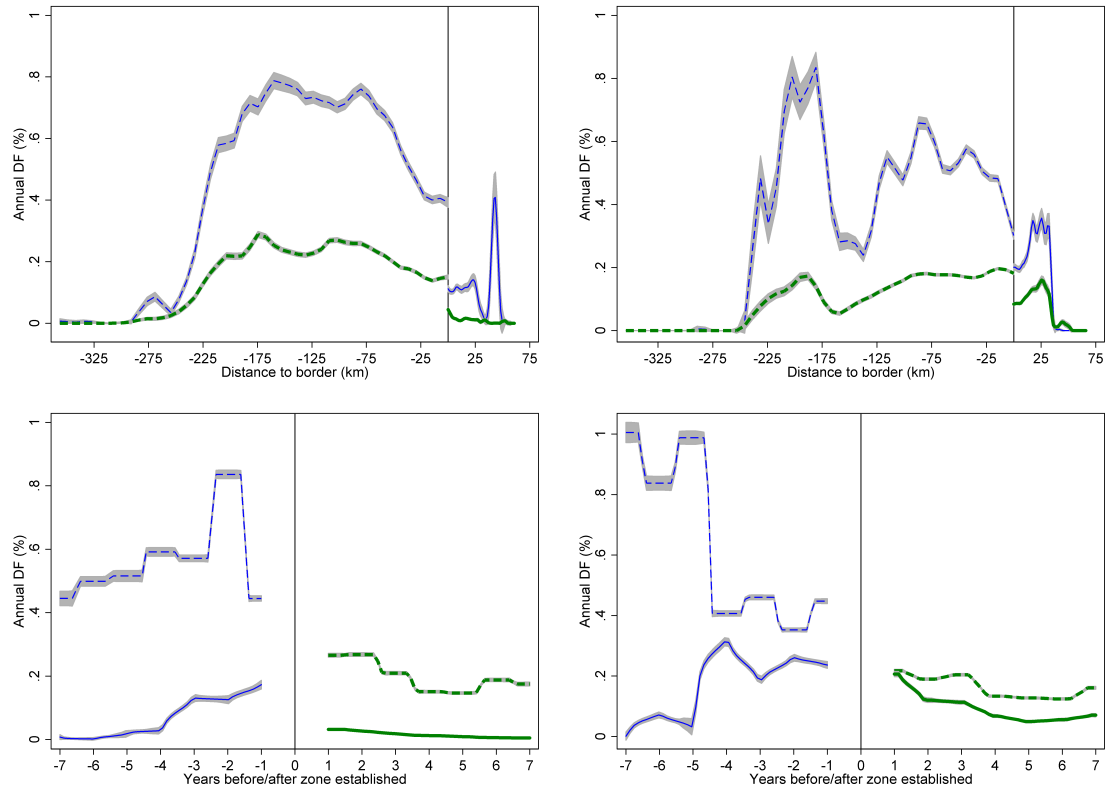 Annual DF (%)
1
.8
.6
.4
.2
0
-325 -275 -225 -175 -125 -75 -25 25 75
Distance to border (km)
Annual DF (%)
1
.8
.6
.4
.2
0
-325 -275 -225 -175 -125 -75 -25 25 75
Distance to border (km)
Annual DF (%)
1
.8
.6
.4
.2
0
-7 -6 -5 -4 -3 -2 -1 0 1 2 3 4 5 6 7
Years before/after zone established
Annual DF (%)
1
.8
.6
.4
.2
0
-7 -6 -5 -4 -3 -2 -1 0 1 2 3 4 5 6 7
Years before/after zone established